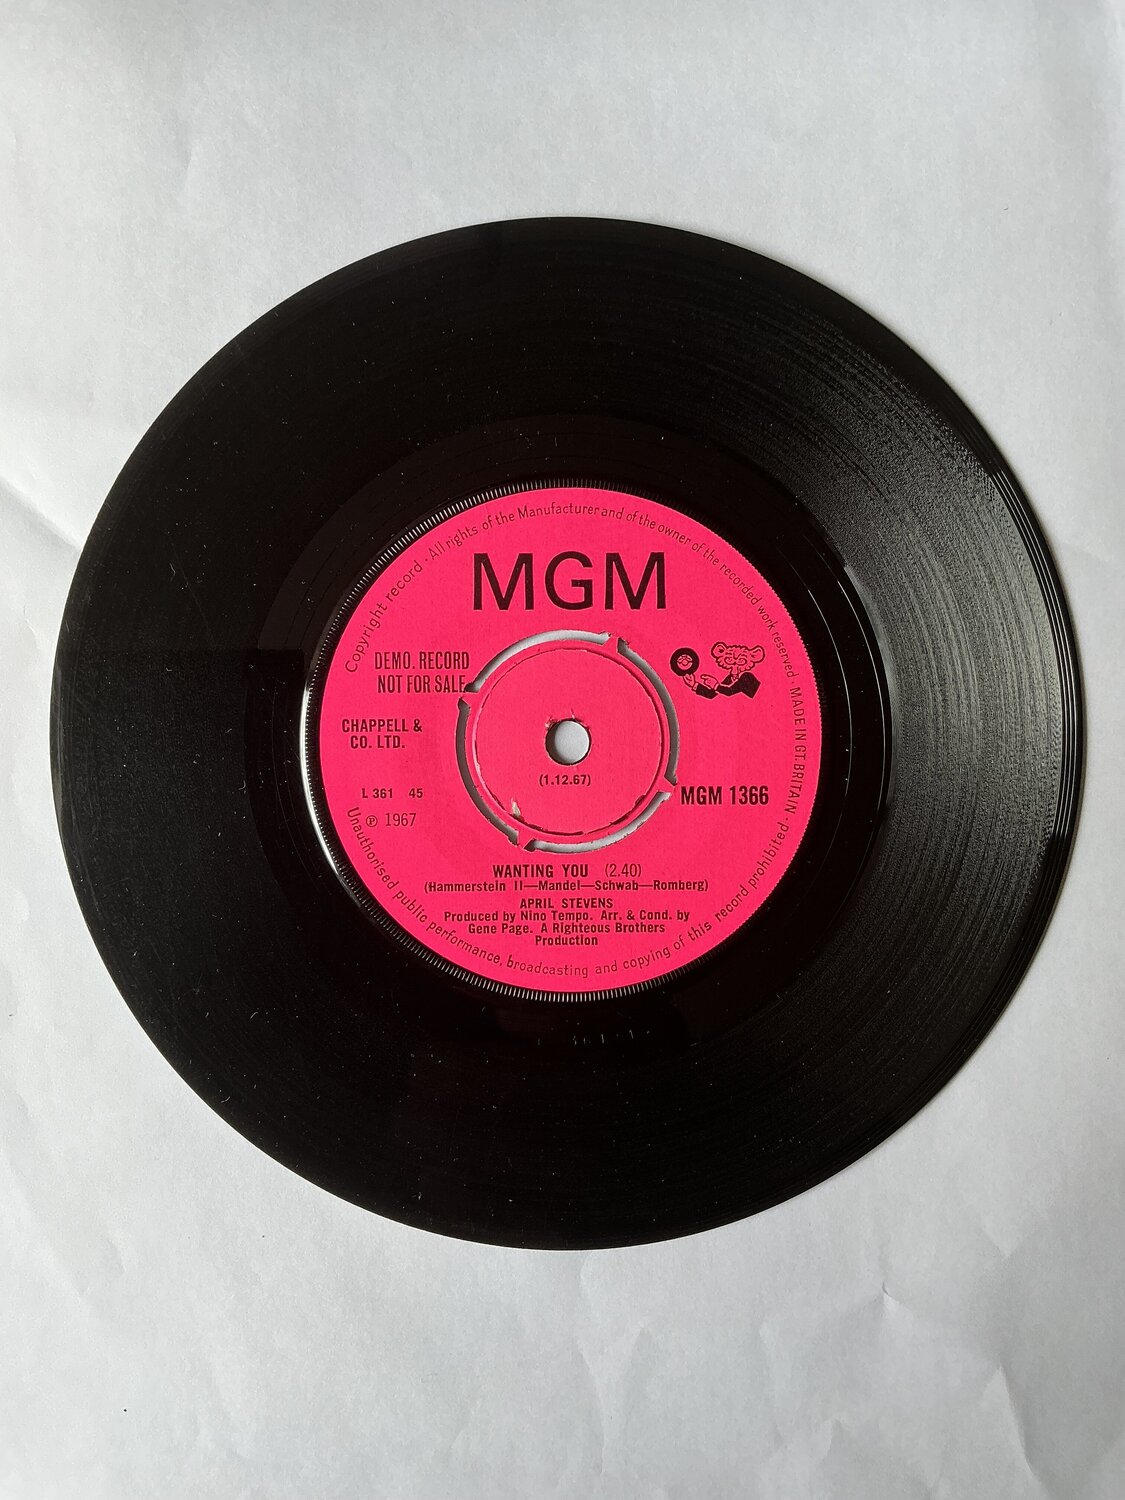 Copyright record · All rights of the Manufacturer and of the owner of the recorded work reserved · MADE IN GT. BRITAIN ·
MGM
DEMO. RECORD
NOT FOR SALE
CHAPPELL &
CO. LTD.
(1.12.67)
L 361 45
MGM 1366
℗ 1967
WANTING YOU (2.40)
(Hammerstein II—Mandel—Schwab—Romberg)
APRIL STEVENS
Produced by Nino Tempo. Arr. & Cond. by
Gene Page. A Righteous Brothers
Production
Unauthorised public performance, broadcasting and copying of this record prohibited ·